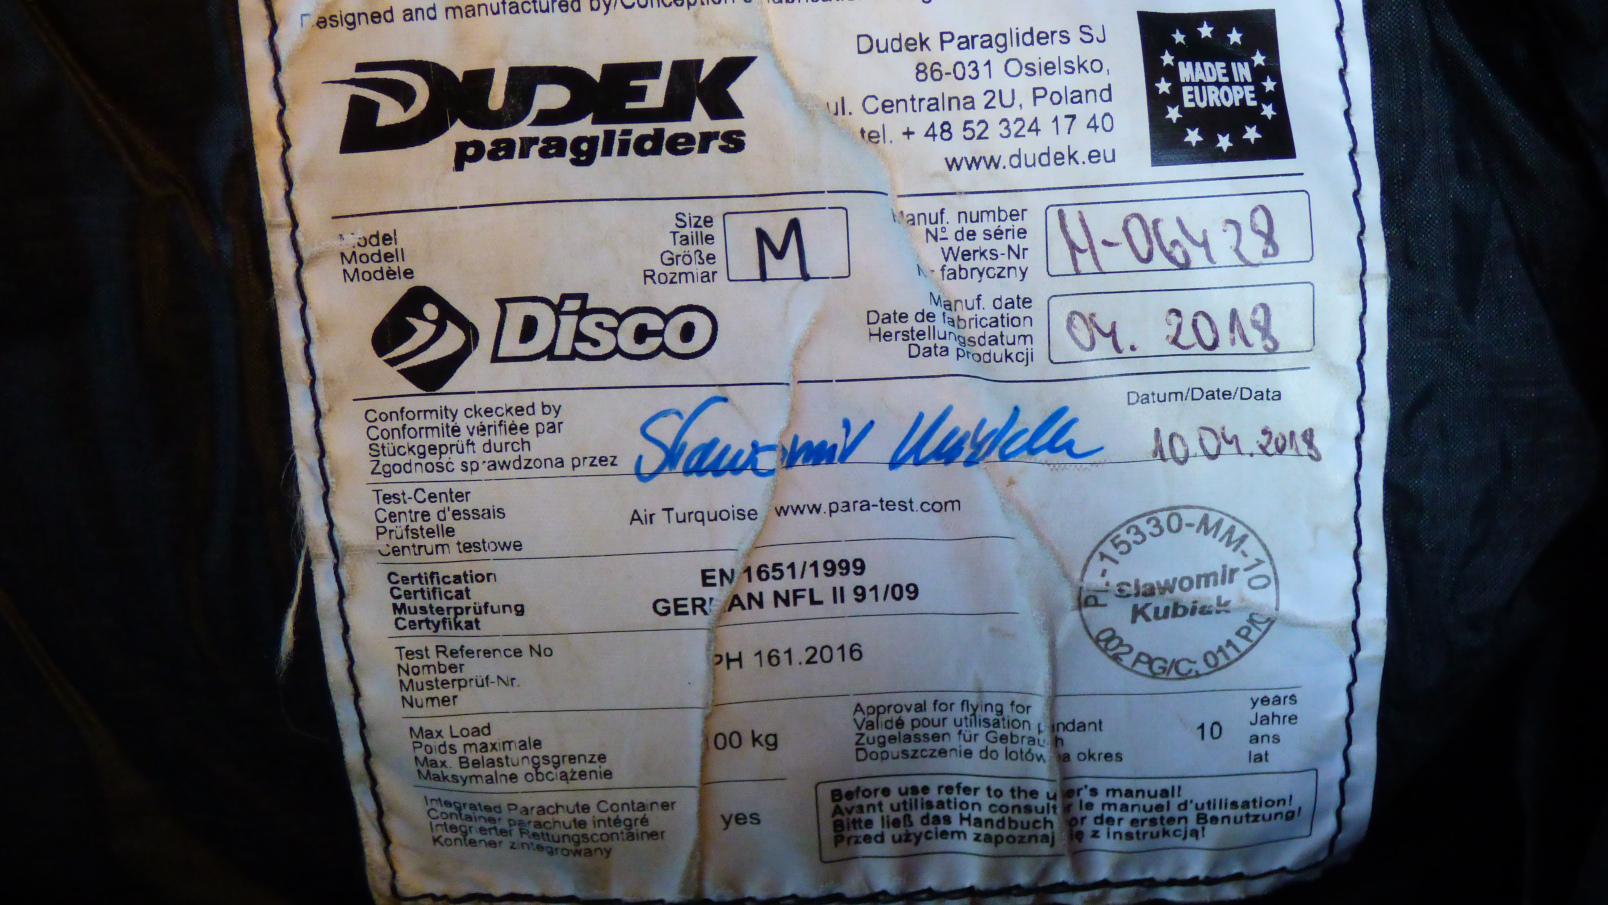 Designed and manufactured by/Conception
DUDEK
paragliders
Dudek Paragliders SJ
86-031 Osielsko,
ul. Centralna 2U, Poland
tel. + 48 52 324 17 40
www.dudek.eu
MADE IN
EUROPE
Model
Modell
Modèle
Size
Taille
Größe
Rozmiar
M
Manuf. number
Nº de série
Werks-Nr
Nr fabryczny
M-06428
Disco
Manuf. date
Date de fabrication
Herstellungsdatum
Data produkcji
04. 2018
Conformity ckecked by
Conformité vérifiée par
Stückgeprüft durch
Zgodność sprawdzona przez
Sławomir Kubiak
Datum/Date/Data
10.04.2018
Test-Center
Centre d'essais
Prüfstelle
Centrum testowe
Air Turquoise www.para-test.com
Certification
Certificat
Musterprüfung
Certyfikat
EN 1651/1999
GERMAN NFL II 91/09
PL-15330-MM-10
Sławomir
Kubiak
002 PG/C; 011 P/C
Test Reference No
Nomber
Musterprüf-Nr.
Numer
PH 161.2016
Max Load
Poids maximale
Max. Belastungsgrenze
Maksymalne obciążenie
100 kg
Approval for flying for
Validé pour utilisation pendant
Zugelassen für Gebrauch
Dopuszczenie do lotów na okres
10
years
Jahre
ans
lat
Integrated Parachute Container
Container parachute intégré
Integrierter Rettungscontainer
Kontener zintegrowany
yes
Before use refer to the user's manual!
Avant utilisation consulter le manuel d'utilisation!
Bitte ließ das Handbuch vor der ersten Benutzung!
Przed użyciem zapoznaj się z instrukcją!